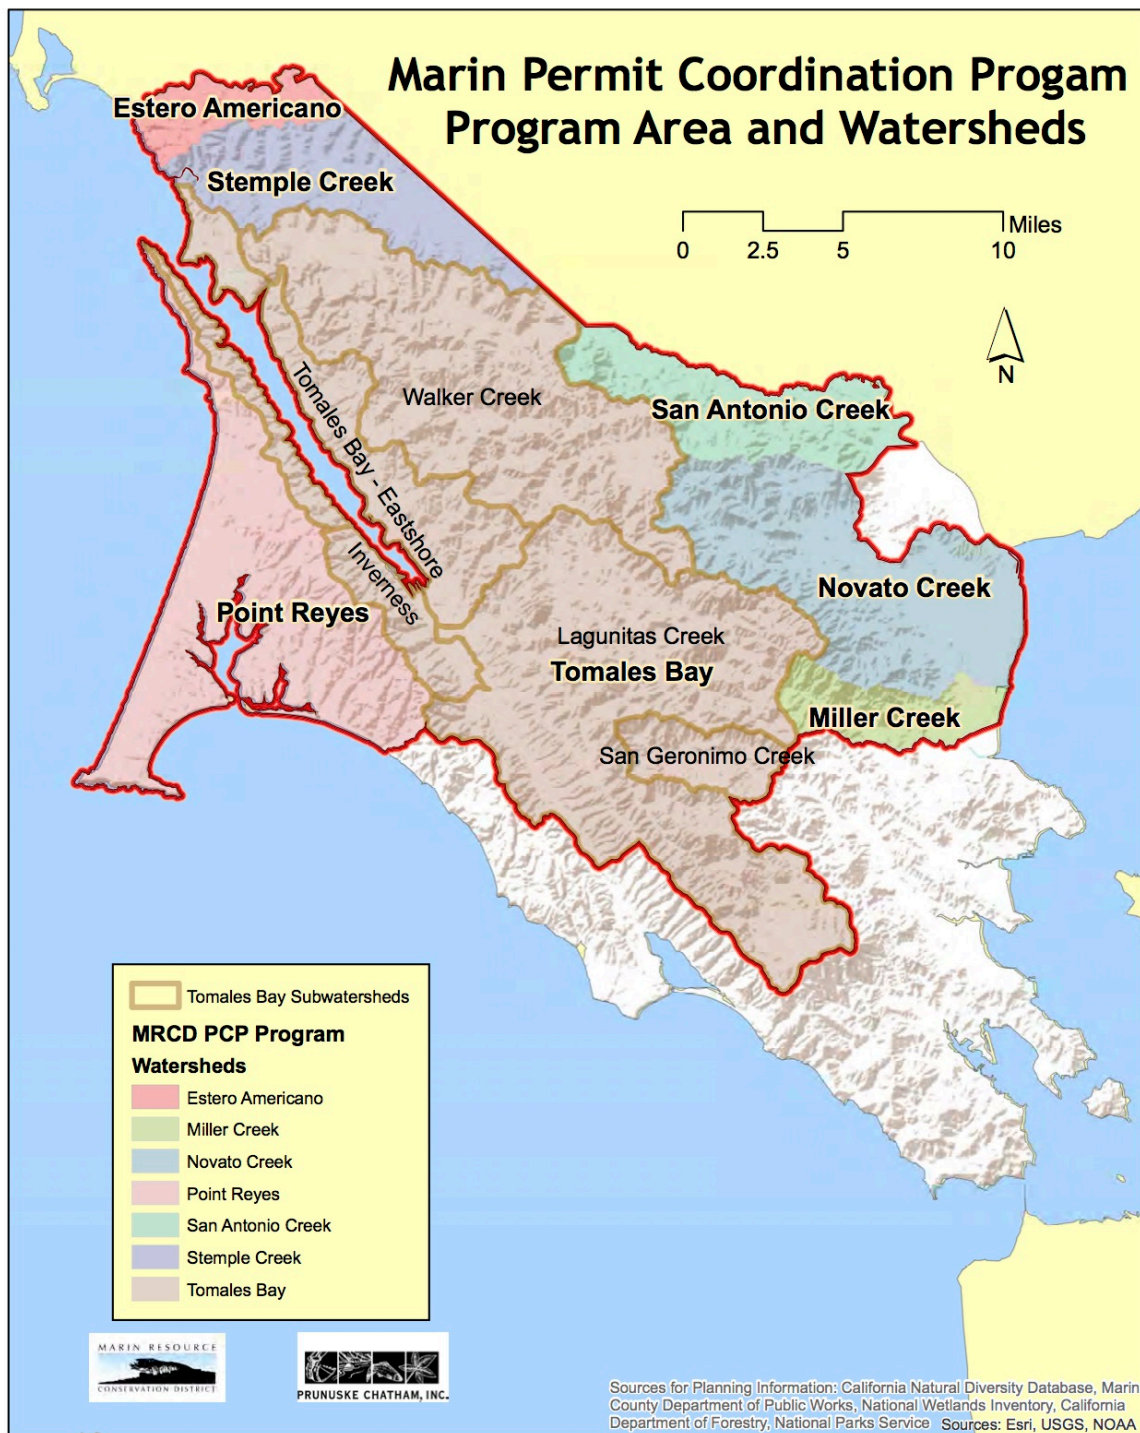 Marin Permit Coordination Progam
Program Area and Watersheds
Estero Americano
Stemple Creek
Miles
0 2.5 5 10
N
Walker Creek
San Antonio Creek
Tomales Bay - Eastshore
Inverness
Novato Creek
Point Reyes
Lagunitas Creek
Tomales Bay
Miller Creek
San Geronimo Creek
Tomales Bay Subwatersheds
MRCD PCP Program
Watersheds
Estero Americano
Miller Creek
Novato Creek
Point Reyes
San Antonio Creek
Stemple Creek
Tomales Bay
MARIN RESOURCE
CONSERVATION DISTRICT
PRUNUSKE CHATHAM, INC.
Sources for Planning Information: California Natural Diversity Database, Marin
County Department of Public Works, National Wetlands Inventory, California
Department of Forestry, National Parks Service Sources: Esri, USGS, NOAA